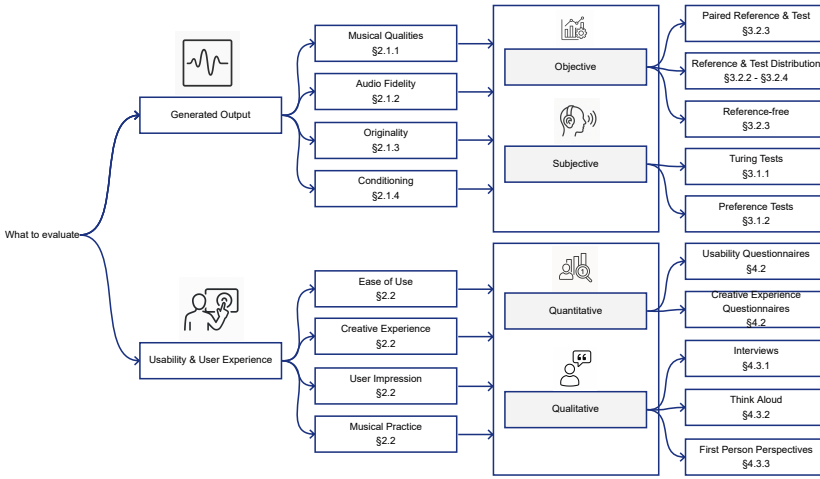 What to evaluate
Generated Output
Usability & User Experience
Musical Qualities
§2.1.1
Audio Fidelity
§2.1.2
Originality
§2.1.3
Conditioning
§2.1.4
Ease of Use
§2.2
Creative Experience
§2.2
User Impression
§2.2
Musical Practice
§2.2
Objective
Subjective
Quantitative
Qualitative
Paired Reference & Test
§3.2.3
Reference & Test Distribution
§3.2.2 - §3.2.4
Reference-free
§3.2.3
Turing Tests
§3.1.1
Preference Tests
§3.1.2
Usability Questionnaires
§4.2
Creative Experience
Questionnaires
§4.2
Interviews
§4.3.1
Think Aloud
§4.3.2
First Person Perspectives
§4.3.3